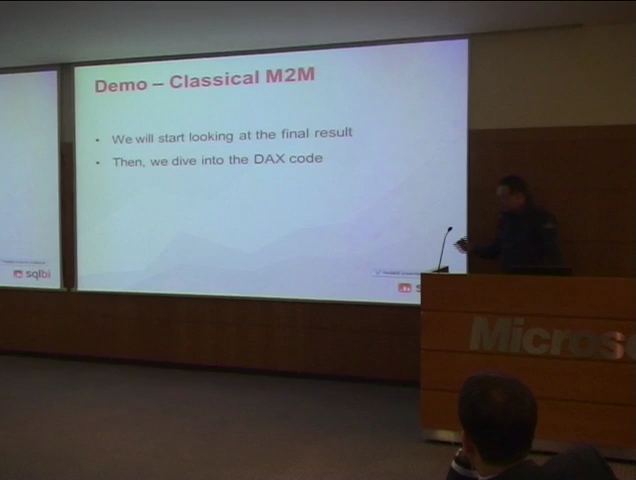 Demo – Classical M2M
• We will start looking at the final result
• Then, we dive into the DAX code
sqlbi
s
Micros